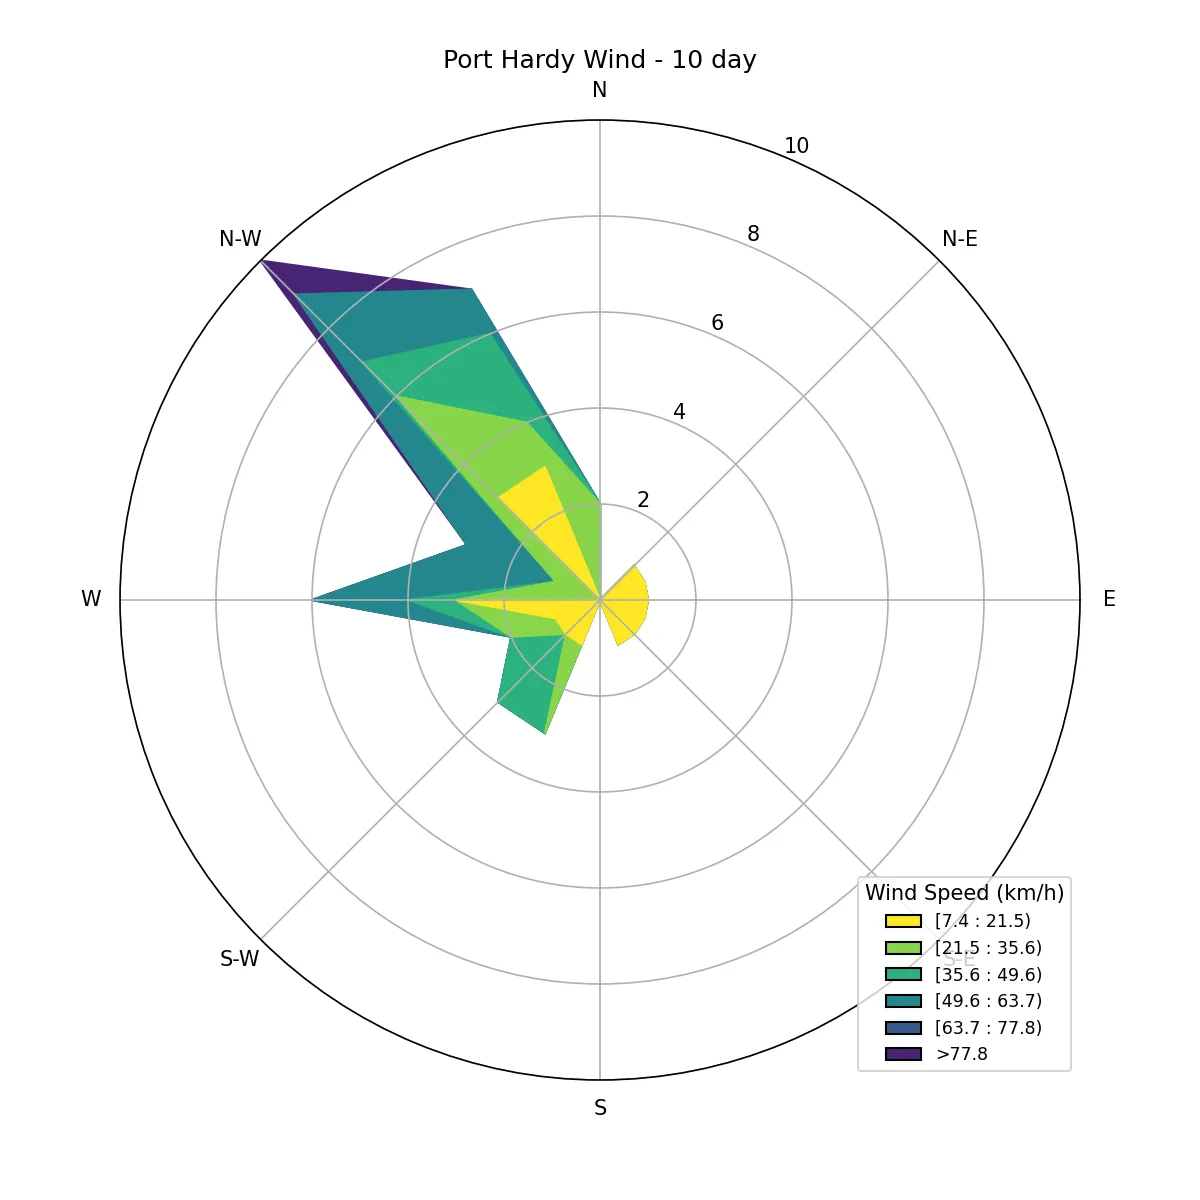 Port Hardy Wind - 10 day
N
10
N-W
N-E
8
6
4
2
W
E
S-W
S-E
Wind Speed (km/h)
[7.4 : 21.5)
[21.5 : 35.6)
[35.6 : 49.6)
[49.6 : 63.7)
[63.7 : 77.8)
>77.8
S